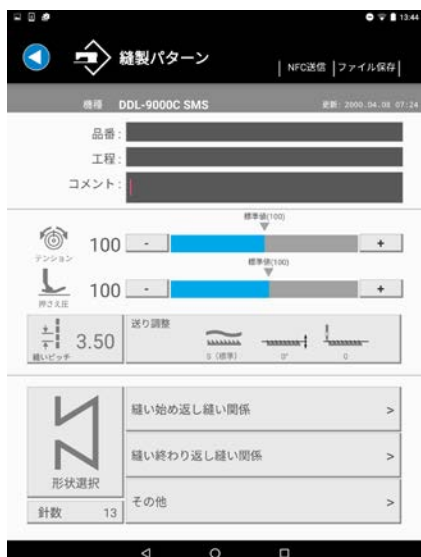 13:44
縫製パターン
NFC送信 ファイル保存
機種 DDL-9000C SMS 更新: 2000.04.08 07:24
品番:
工程:
コメント:
標準値(100)
テンション 100 - +
標準値(100)
押さえ圧 100 - +
縫いピッチ 3.50
送り調整
S (標準) 0° 0
形状選択
針数 13
縫い始め返し縫い関係 >
縫い終わり返し縫い関係 >
その他 >